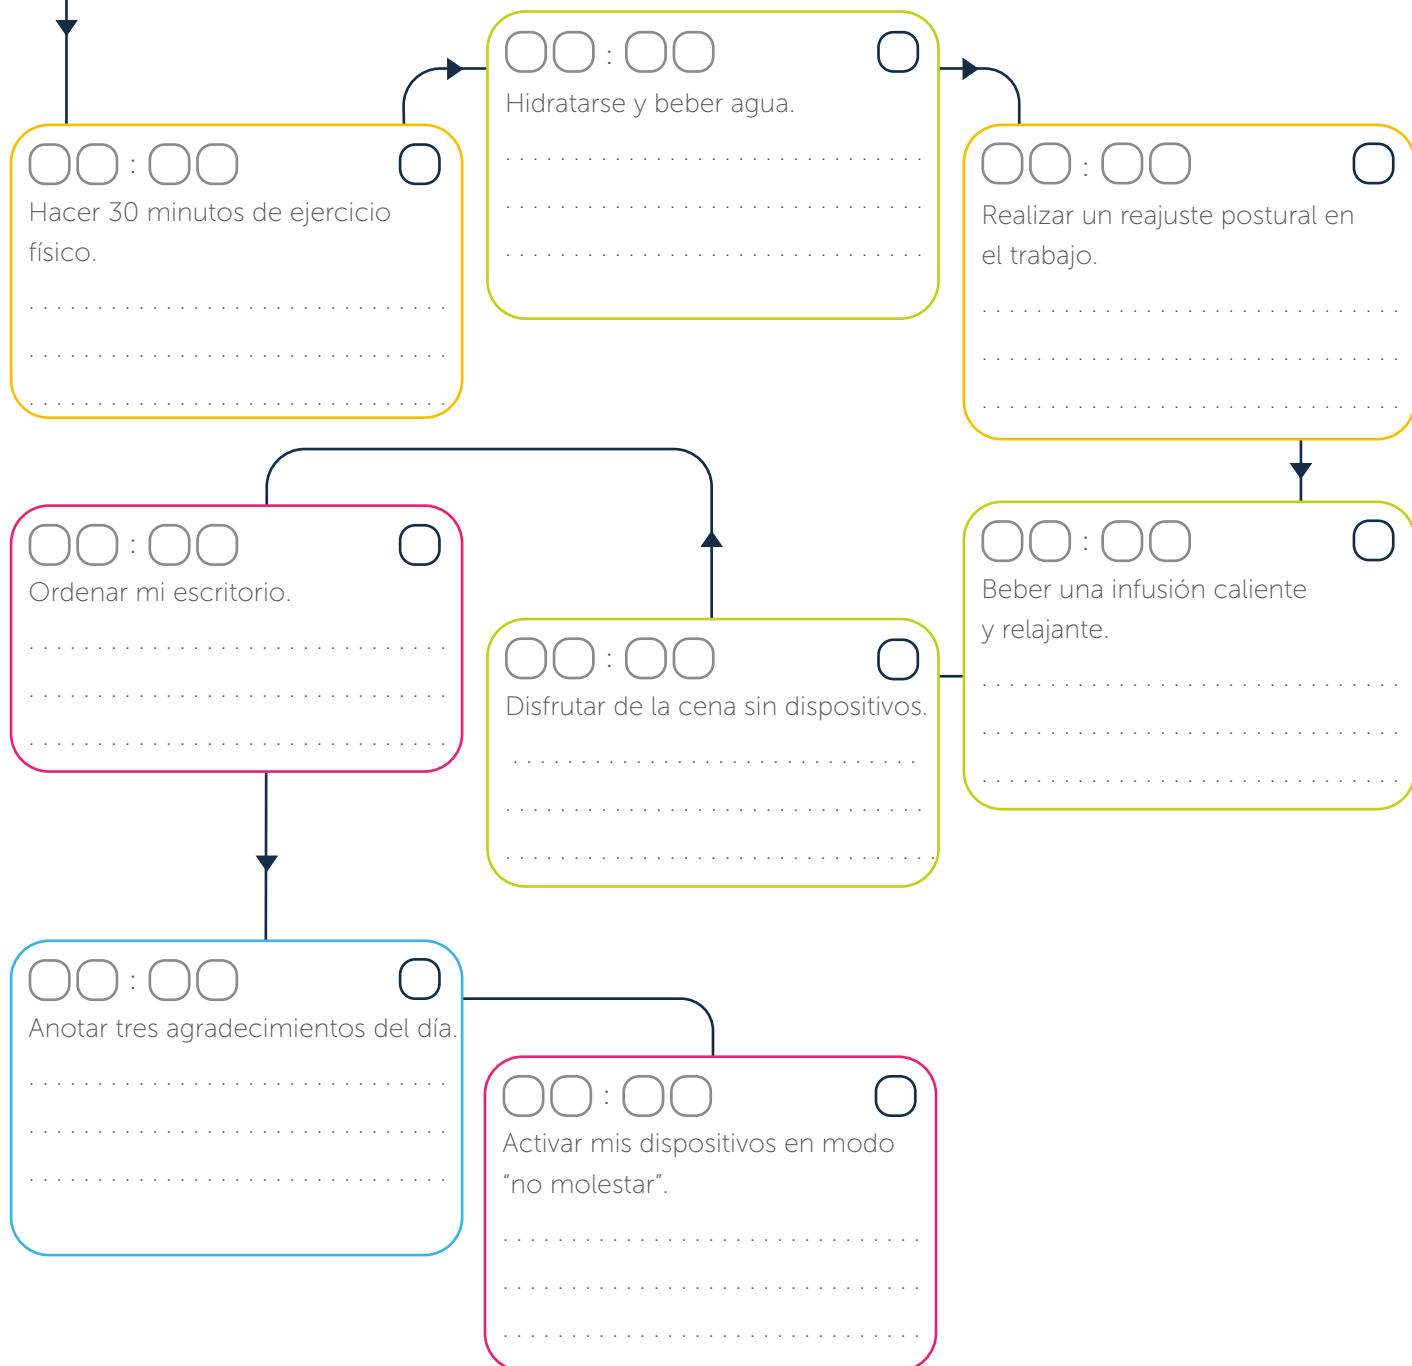 :
Hacer 30 minutos de ejercicio
físico.
:
Hidratarse y beber agua.
:
Realizar un reajuste postural en
el trabajo.
:
Beber una infusión caliente
y relajante.
:
Disfrutar de la cena sin dispositivos.
:
Ordenar mi escritorio.
:
Anotar tres agradecimientos del día.
:
Activar mis dispositivos en modo
“no molestar”.